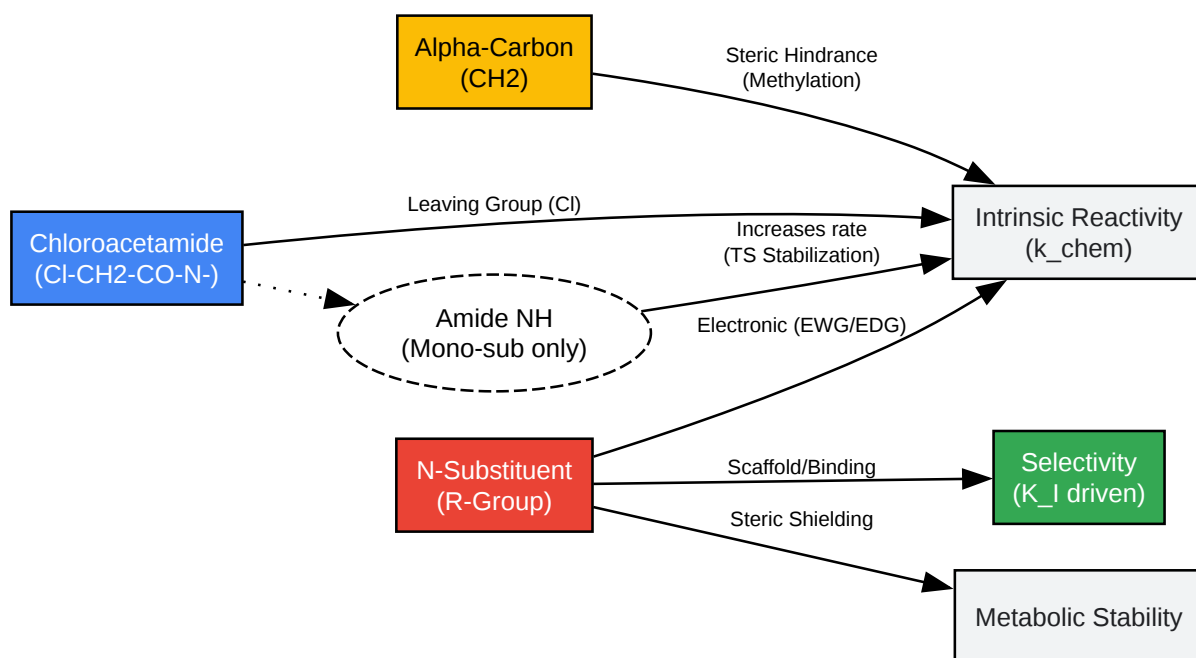 Alpha-Carbon
(CH2)
Steric Hindrance
(Methylation)
Leaving Group (Cl)
Chloroacetamide
(Cl-CH2-CO-N-)
Increases rate
(TS Stabilization)
Intrinsic Reactivity
(k_chem)
Amide NH
(Mono-sub only)
Electronic (EWG/EDG)
N-Substituent
(R-Group)
Scaffold/Binding
Selectivity
(K_I driven)
Steric Shielding
Metabolic Stability